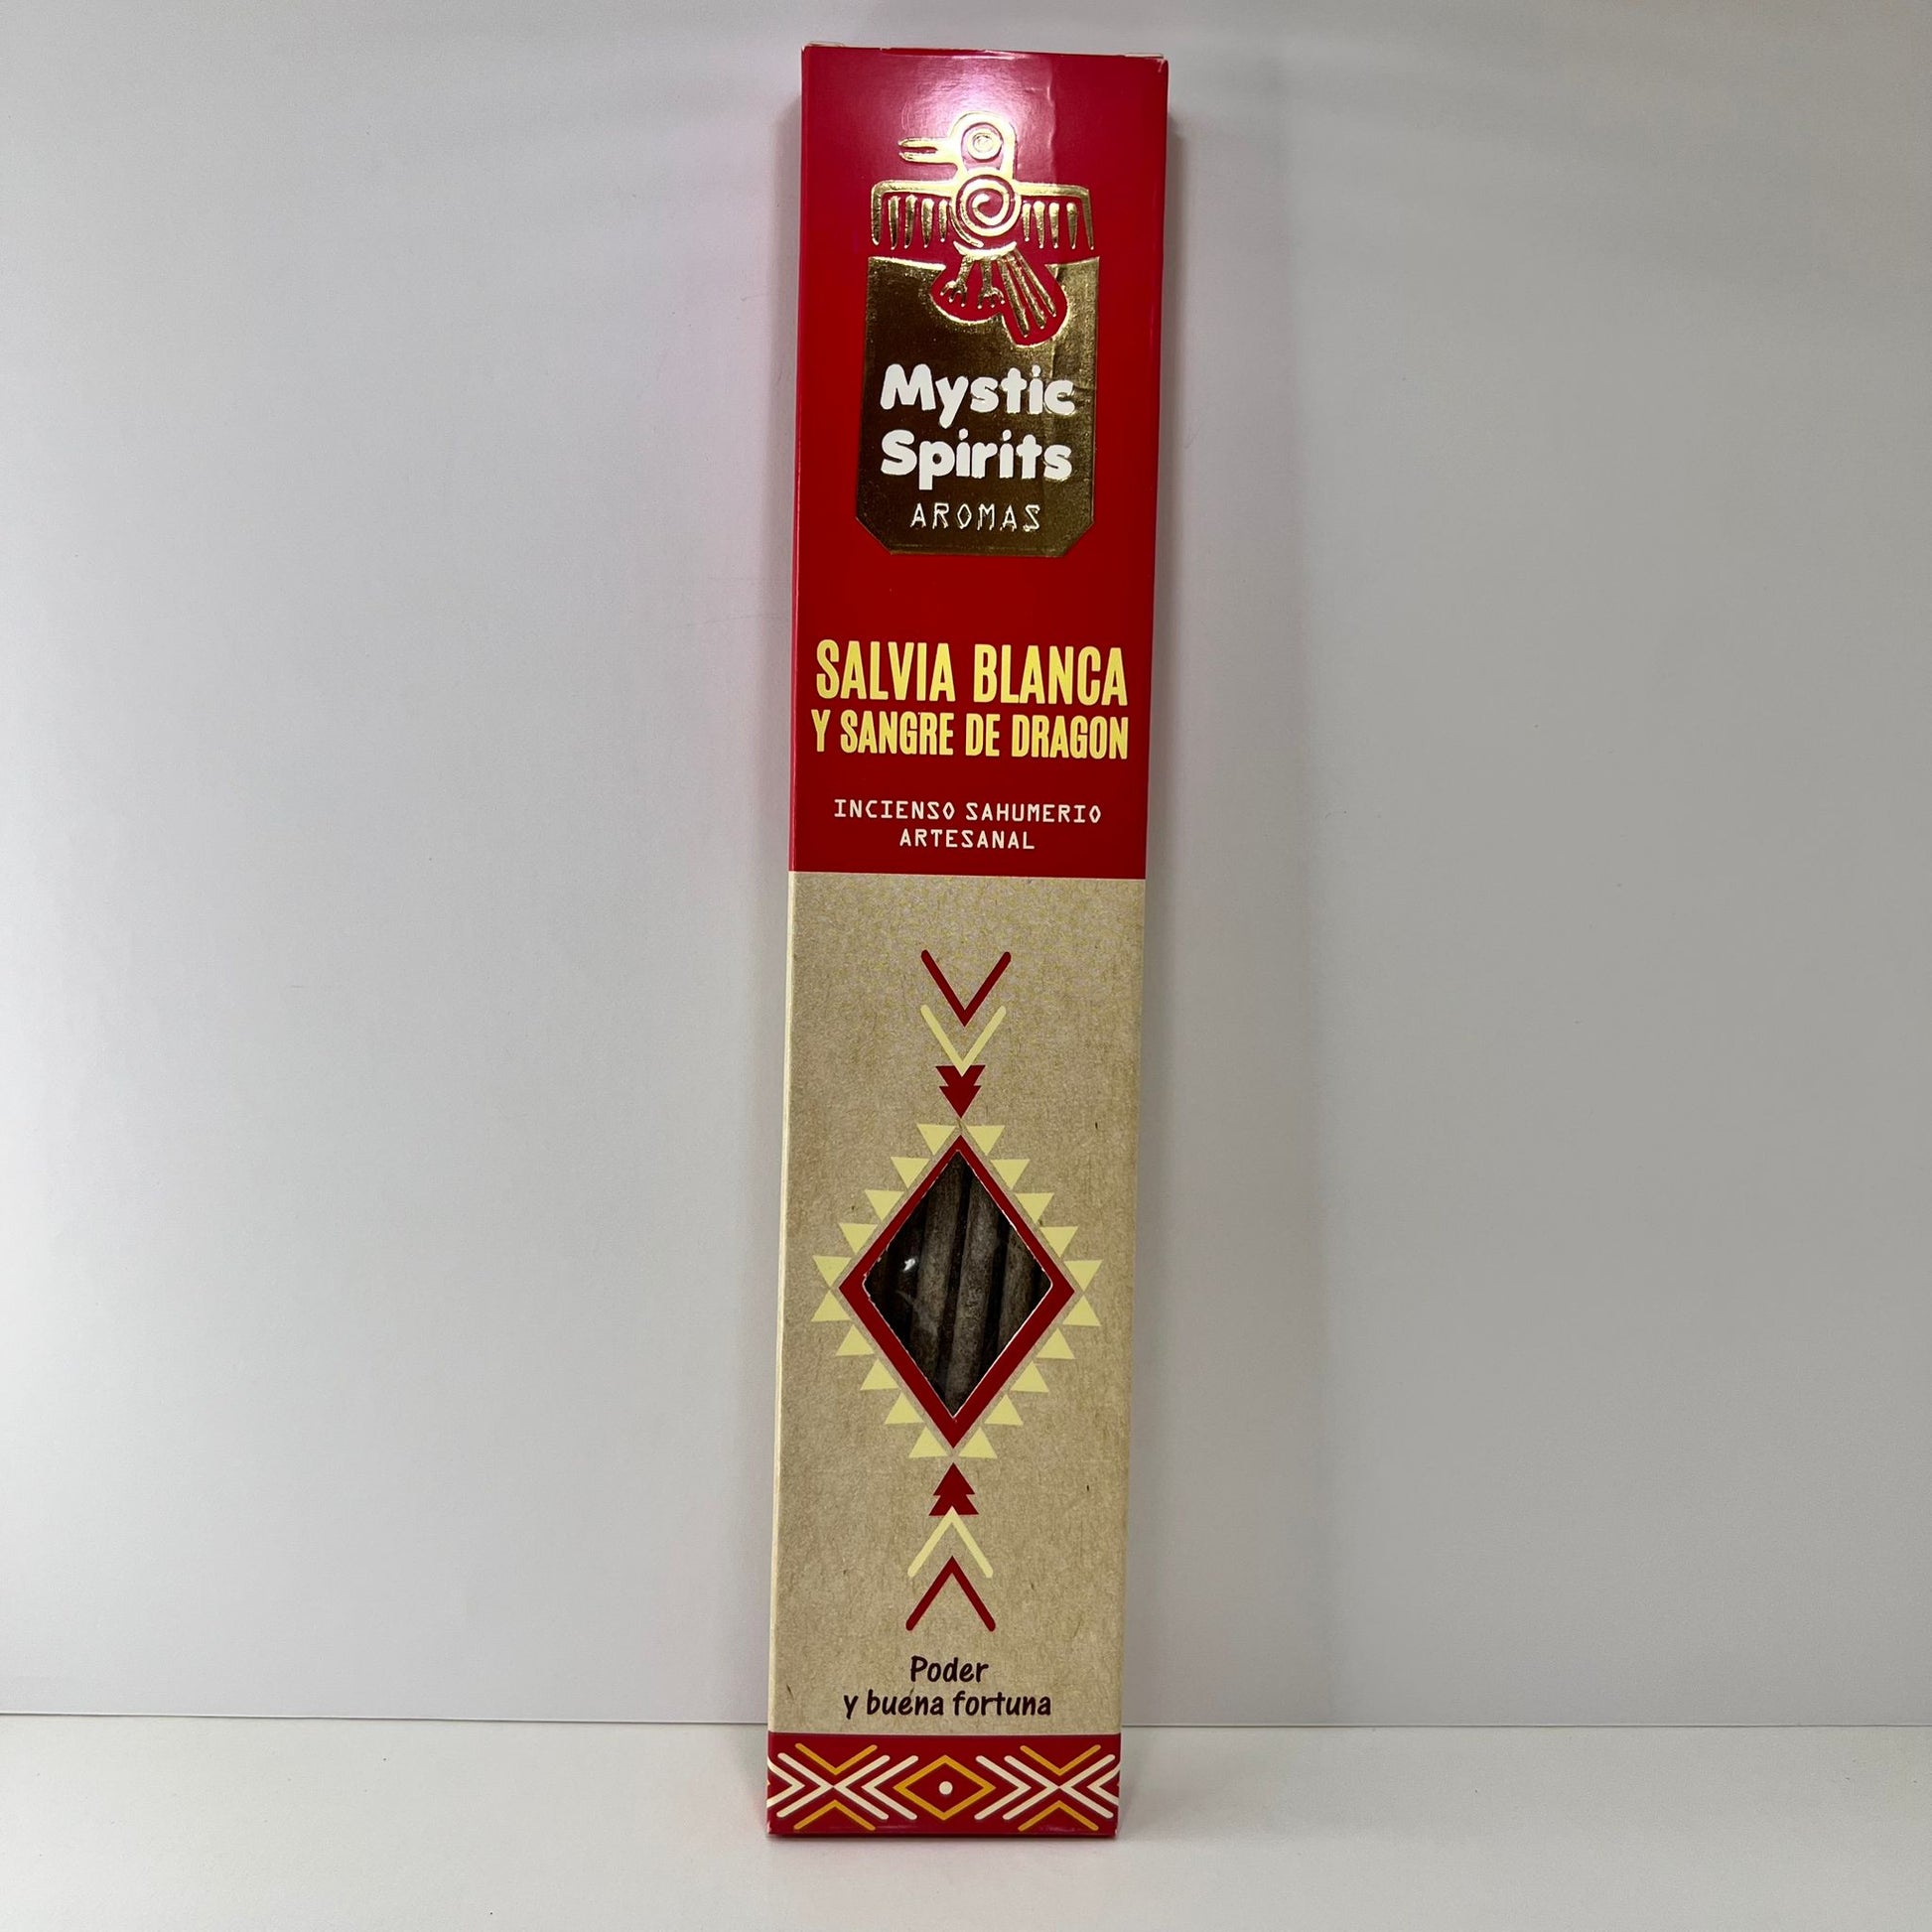 Mystic
Spirits
AROMAS
SALVIA BLANCA
Y SANGRE DE DRAGON
INCIENSO SAHUMERIO
ARTESANAL
Poder
y buena fortuna